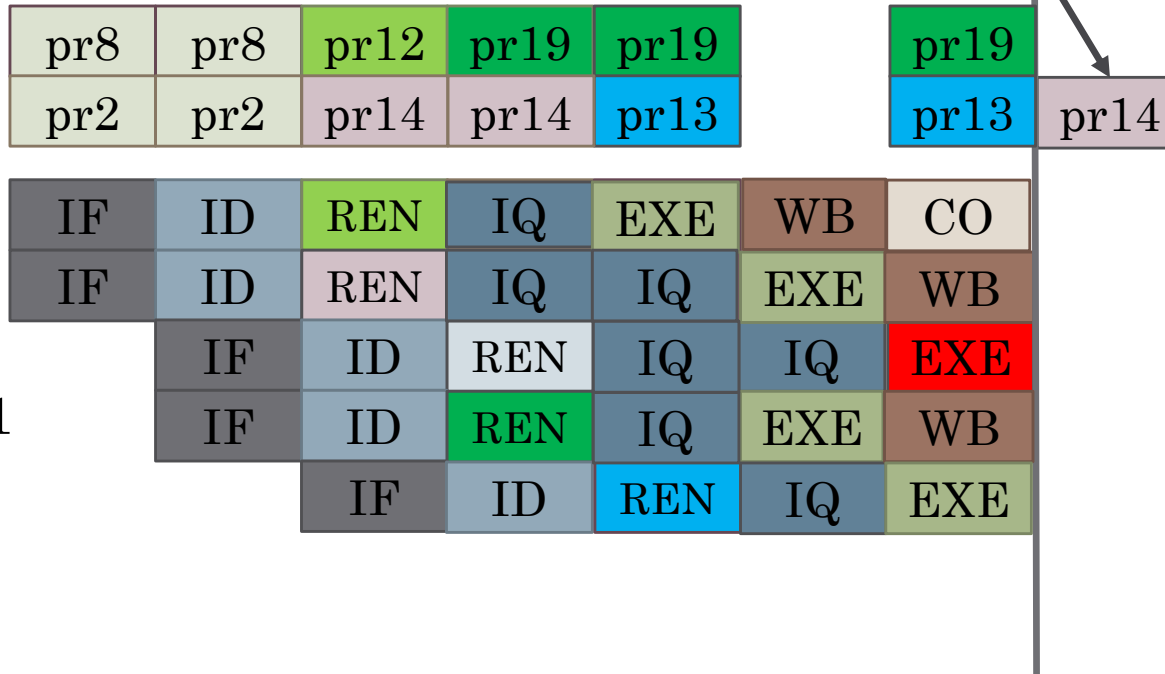 pr8 pr8 pr12 pr19 pr19 pr19
pr2 pr2 pr14 pr14 pr13 pr13 pr14
IF ID REN IQ EXE WB CO
IF ID REN IQ IQ EXE WB
IF ID REN IQ IQ EXE
1 IF ID REN IQ EXE WB
IF ID REN IQ EXE